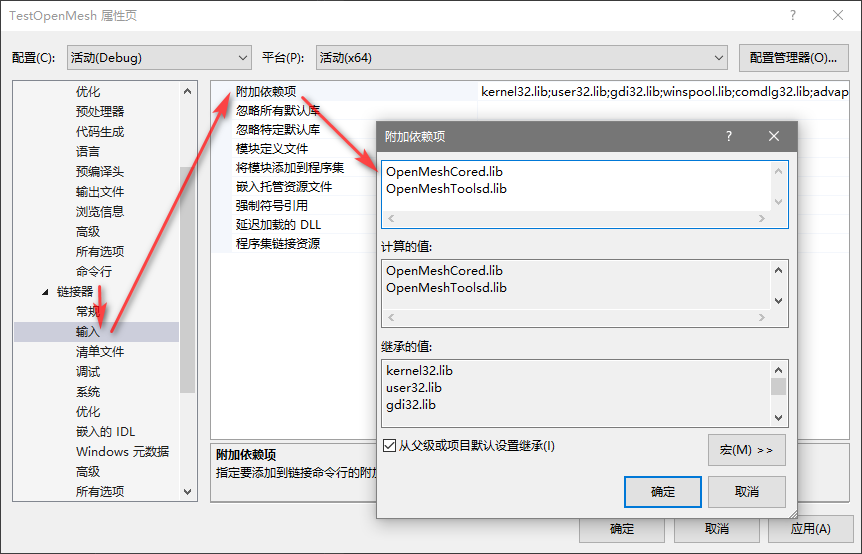 TestOpenMesh 属性页
配置(C): 活动(Debug) 平台(P): 活动(x64) 配置管理器(O)...
优化
预处理器
代码生成
语言
预编译头
输出文件
浏览信息
高级
所有选项
命令行
链接器
常规
输入
清单文件
调试
系统
优化
嵌入的 IDL
Windows 元数据
高级
所有选项
附加依赖项 kernel32.lib;user32.lib;gdi32.lib;winspool.lib;comdlg32.lib;advap
忽略所有默认库
忽略特定默认库
模块定义文件
将模块添加到程序集
嵌入托管资源文件
强制符号引用
延迟加载的 DLL
程序集链接资源
附加依赖项
指定要添加到链接命令行的附加
附加依赖项
OpenMeshCored.lib
OpenMeshToolsd.lib
计算的值:
OpenMeshCored.lib
OpenMeshToolsd.lib
继承的值:
kernel32.lib
user32.lib
gdi32.lib
从父级或项目默认设置继承(I)
宏(M) >>
确定 取消
确定 取消 应用(A)